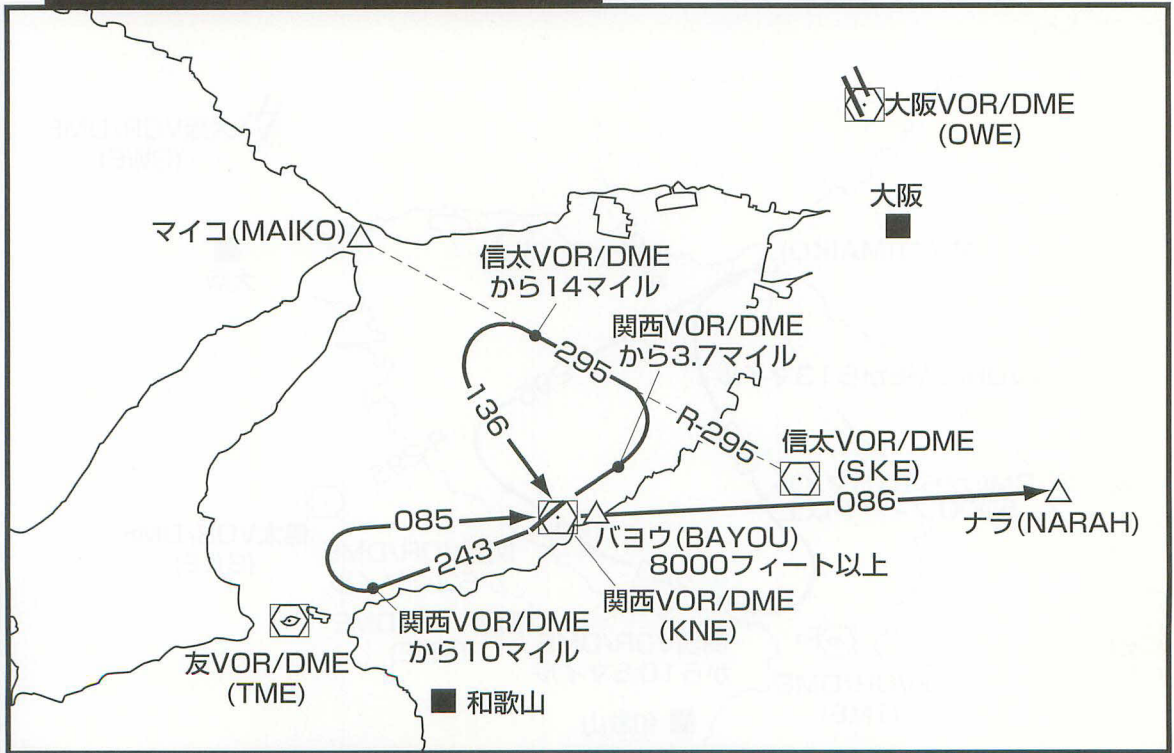 大阪VOR/DME
(OWE)
大阪
マイコ(MAIKO)
信太VOR/DME
から14マイル
関西VOR/DME
から3.7マイル
295
136
R-295
信太VOR/DME
(SKE)
086
ナラ(NARAH)
085
243
バヨウ(BAYOU)
8000フィート以上
関西VOR/DME
(KNE)
関西VOR/DME
から10マイル
友VOR/DME
(TME)
和歌山